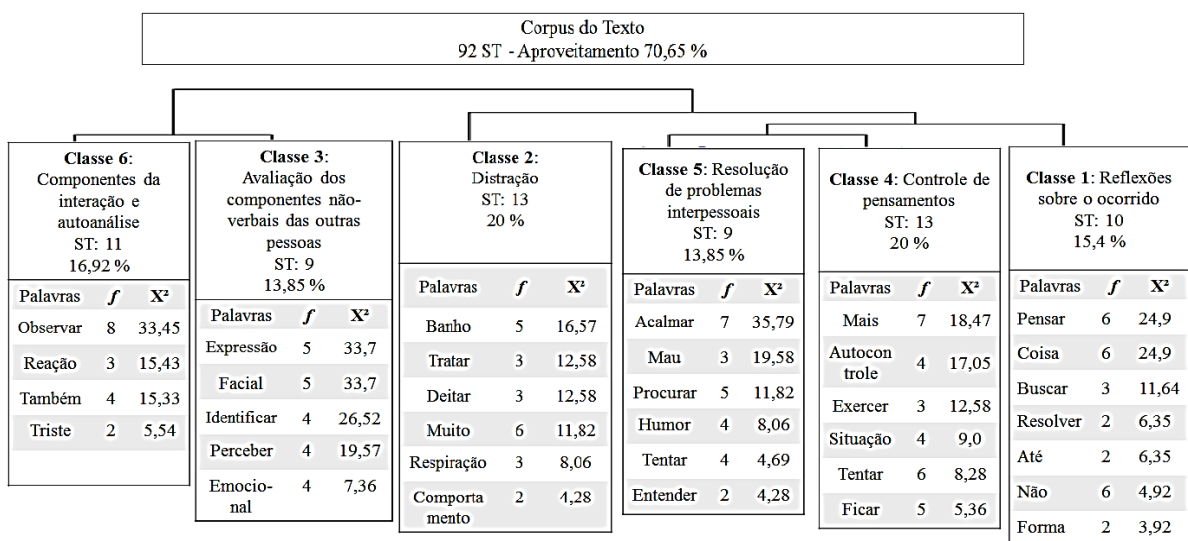 Corpus do Texto
92 ST - Aproveitamento 70,65 %
Classe 6:
Componentes da
interação e
autoanálise
ST: 11
16,92 %
Palavras f X²
Observar 8 33,45
Reação 3 15,43
Também 4 15,33
Triste 2 5,54
Classe 3:
Avaliação dos
componentes não-
verbais das outras
pessoas
ST: 9
13,85 %
Palavras f X²
Expressão 5 33,7
Facial 5 33,7
Identificar 4 26,52
Perceber 4 19,57
Emocio-
nal 4 7,36
Classe 2:
Distração
ST: 13
20 %
Palavras f X²
Banho 5 16,57
Tratar 3 12,58
Deitar 3 12,58
Muito 6 11,82
Respiração 3 8,06
Comporta
mento 2 4,28
Classe 5: Resolução
de problemas
interpessoais
ST: 9
13,85 %
Palavras f X²
Acalmar 7 35,79
Mau 3 19,58
Procurar 5 11,82
Humor 4 8,06
Tentar 4 4,69
Entender 2 4,28
Classe 4: Controle de
pensamentos
ST: 13
20 %
Palavras f X²
Mais 7 18,47
Autocon
trole 4 17,05
Exercer 3 12,58
Situação 4 9,0
Tentar 6 8,28
Ficar 5 5,36
Classe 1: Reflexões
sobre o ocorrido
ST: 10
15,4 %
Palavras f X²
Pensar 6 24,9
Coisa 6 24,9
Buscar 3 11,64
Resolver 2 6,35
Até 2 6,35
Não 6 4,92
Forma 2 3,92